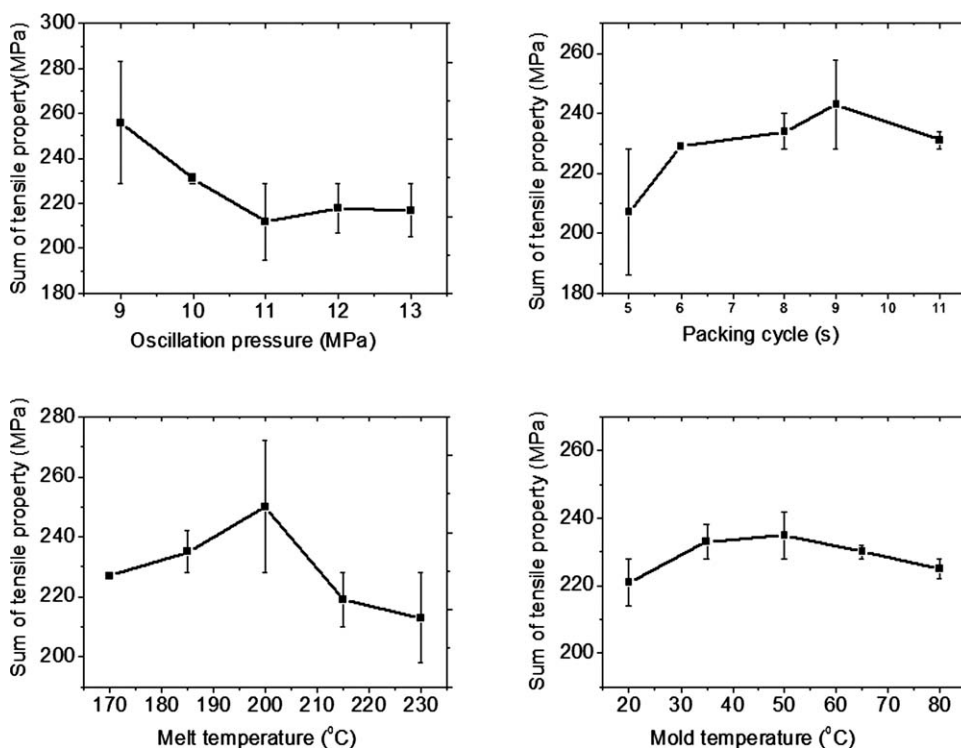 Sum of tensile property(MPa)
300
280
260
240
220
200
180
9 10 11 12 13
Oscillation pressure (MPa)
Sum of tensile property (MPa)
260
240
220
200
180
5 6 7 8 9 10 11
Packing cycle (s)
Sum of tensile property (MPa)
280
260
240
220
200
170 180 190 200 210 220 230
Melt temperature (⁰C)
Sum of tensile property (MPa)
260
240
220
200
20 30 40 50 60 70 80
Mold temperature (⁰C)